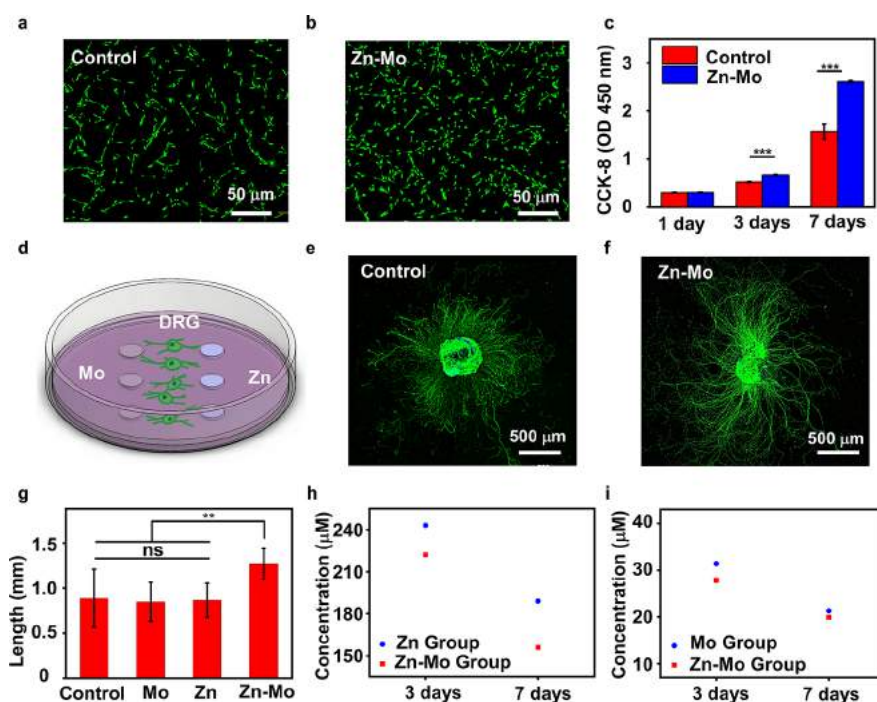 a
Control
50 μm
b
Zn-Mo
50 μm
c
CCK-8 (OD 450 nm)
3
2
1
0
Control
Zn-Mo
***
***
1 day
3 days
7 days
d
DRG
Mo
Zn
e
Control
500 μm
f
Zn-Mo
500 μm
g
Length (mm)
1.5
1.0
0.5
0.0
**
ns
Control
Mo
Zn
Zn-Mo
h
Concentration (μM)
240
210
180
150
Zn Group
Zn-Mo Group
3 days
7 days
i
Concentration (μM)
40
30
20
10
Mo Group
Zn-Mo Group
3 days
7 days